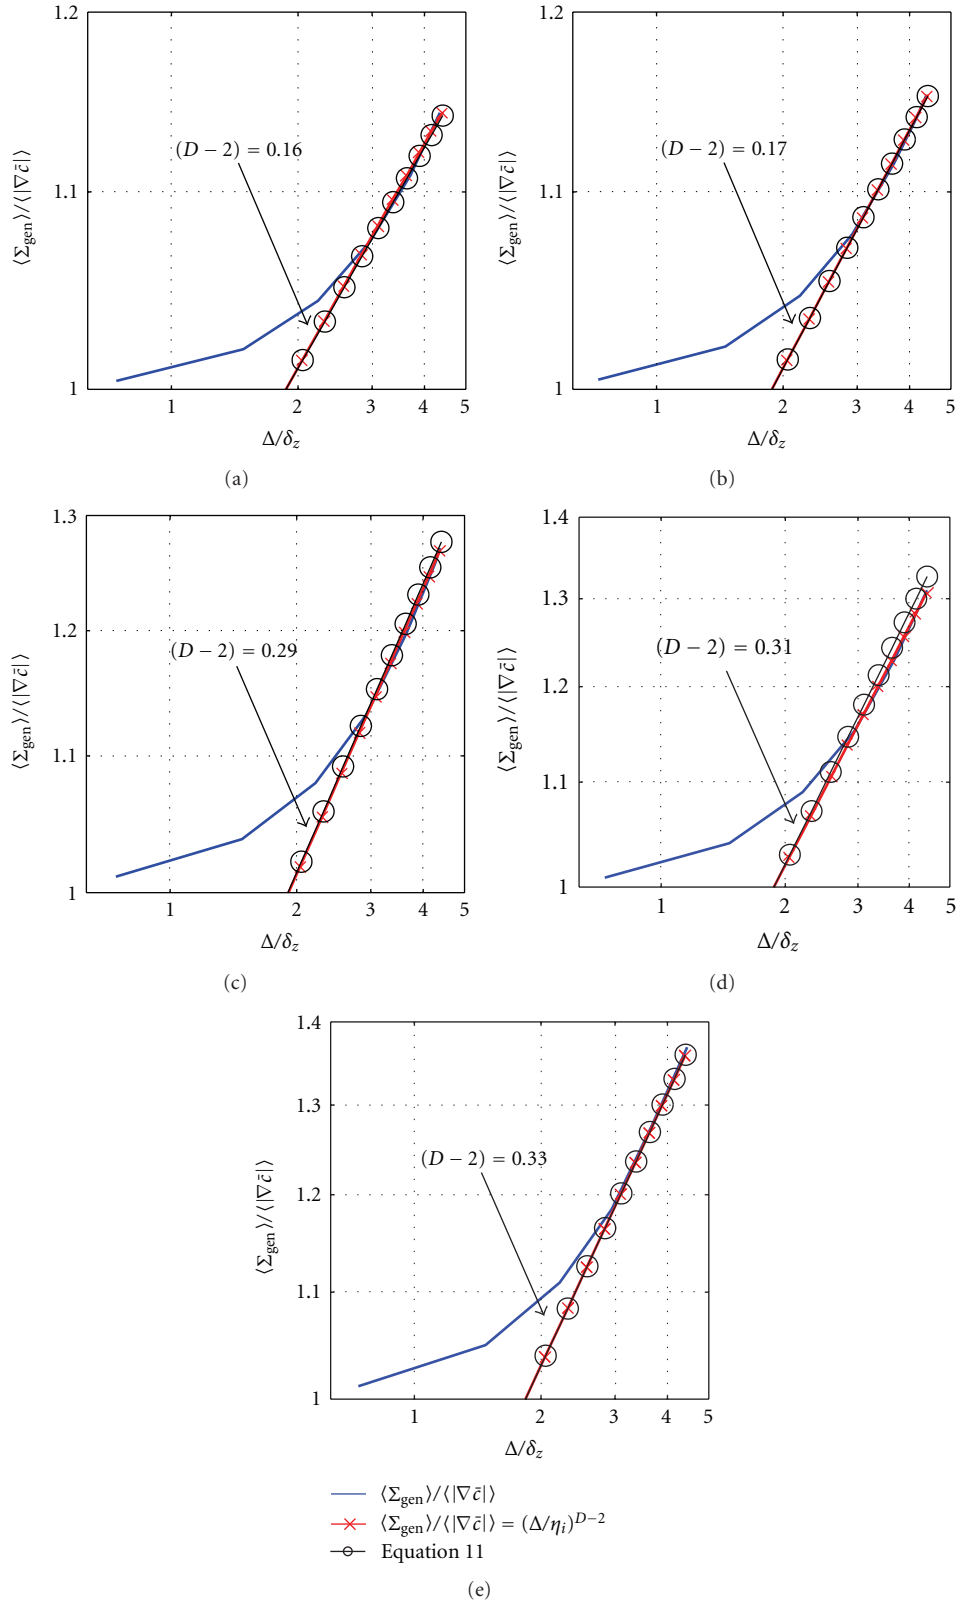 1.2
1.1
1
⟨Σgen⟩/⟨|∇c̄|⟩
(D − 2) = 0.16
1 2 3 4 5
Δ/δz
(a)
1.2
1.1
1
⟨Σgen⟩/⟨|∇c̄|⟩
(D − 2) = 0.17
1 2 3 4 5
Δ/δz
(b)
1.3
1.2
1.1
1
⟨Σgen⟩/⟨|∇c̄|⟩
(D − 2) = 0.29
1 2 3 4 5
Δ/δz
(c)
1.4
1.3
1.2
1.1
1
⟨Σgen⟩/⟨|∇c̄|⟩
(D − 2) = 0.31
1 2 3 4 5
Δ/δz
(d)
1.4
1.3
1.2
1.1
1
⟨Σgen⟩/⟨|∇c̄|⟩
(D − 2) = 0.33
1 2 3 4 5
Δ/δz
⟨Σgen⟩/⟨|∇c̄|⟩
⟨Σgen⟩/⟨|∇c̄|⟩ = (Δ/ηi)^(D−2)
Equation 11
(e)